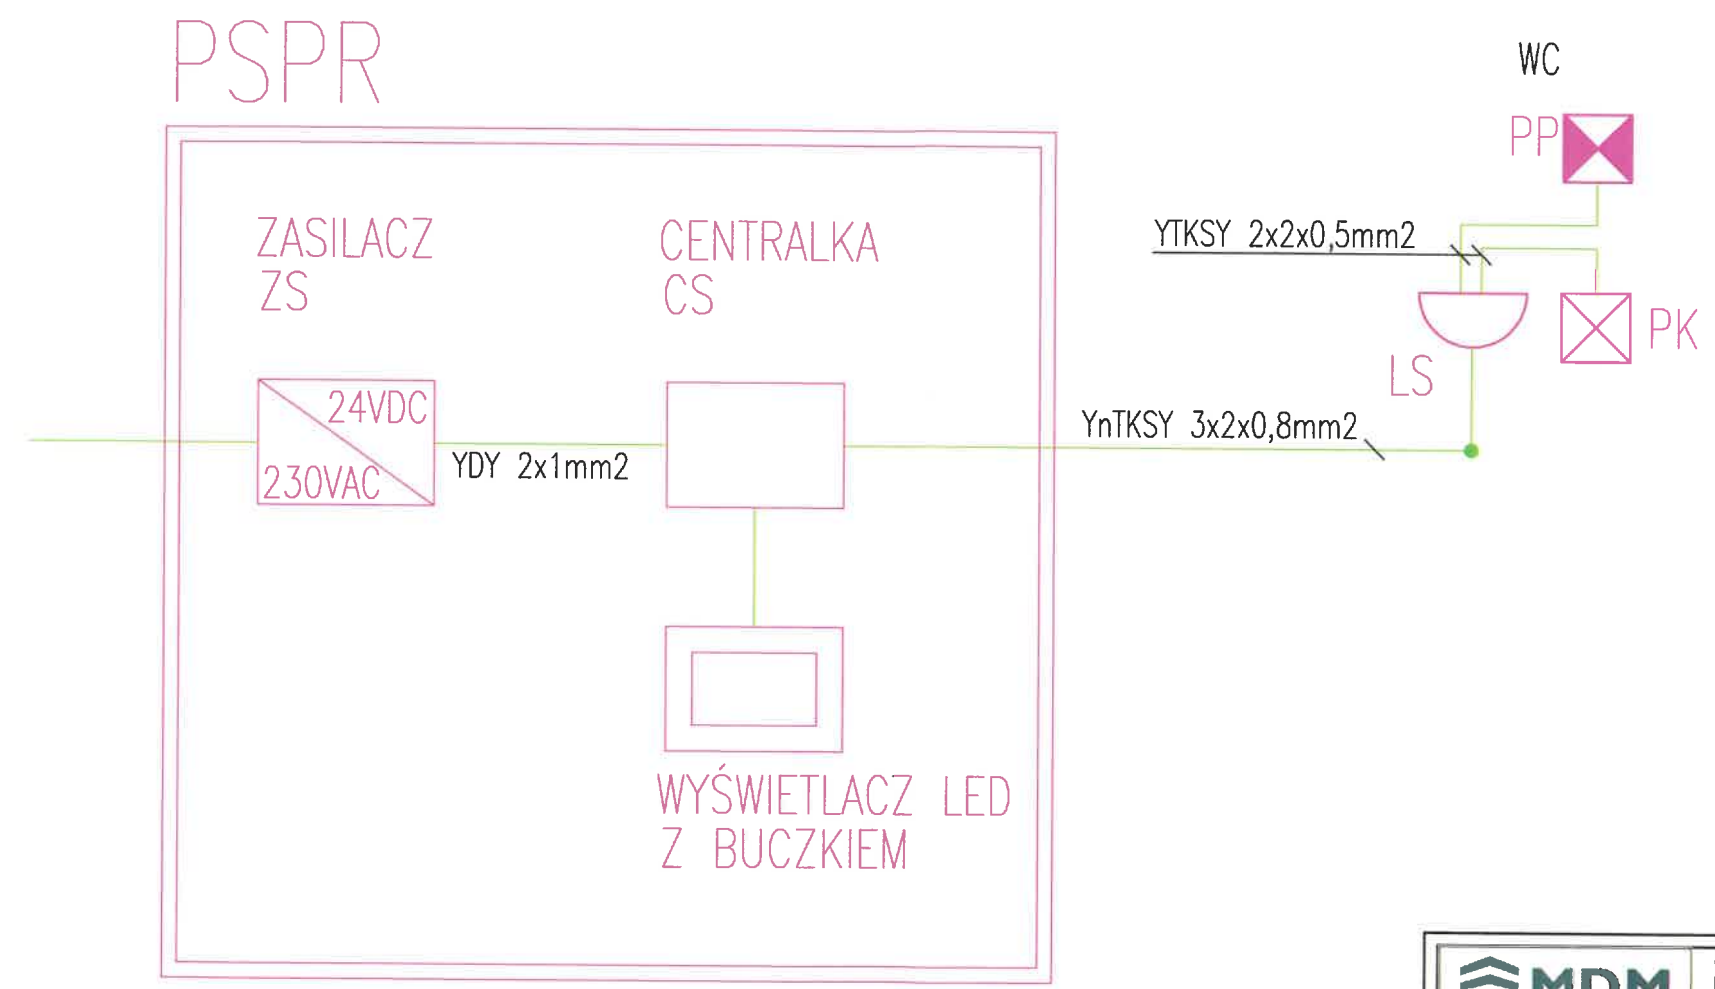 PSPR
WC
PP
ZASILACZ
ZS
CENTRALKA
CS
YTKSY 2x2x0,5mm2
PK
LS
24VDC
230VAC
YDY 2x1mm2
YnTKSY 3x2x0,8mm2
WYŚWIETLACZ LED
Z BUCZKIEM
MDM